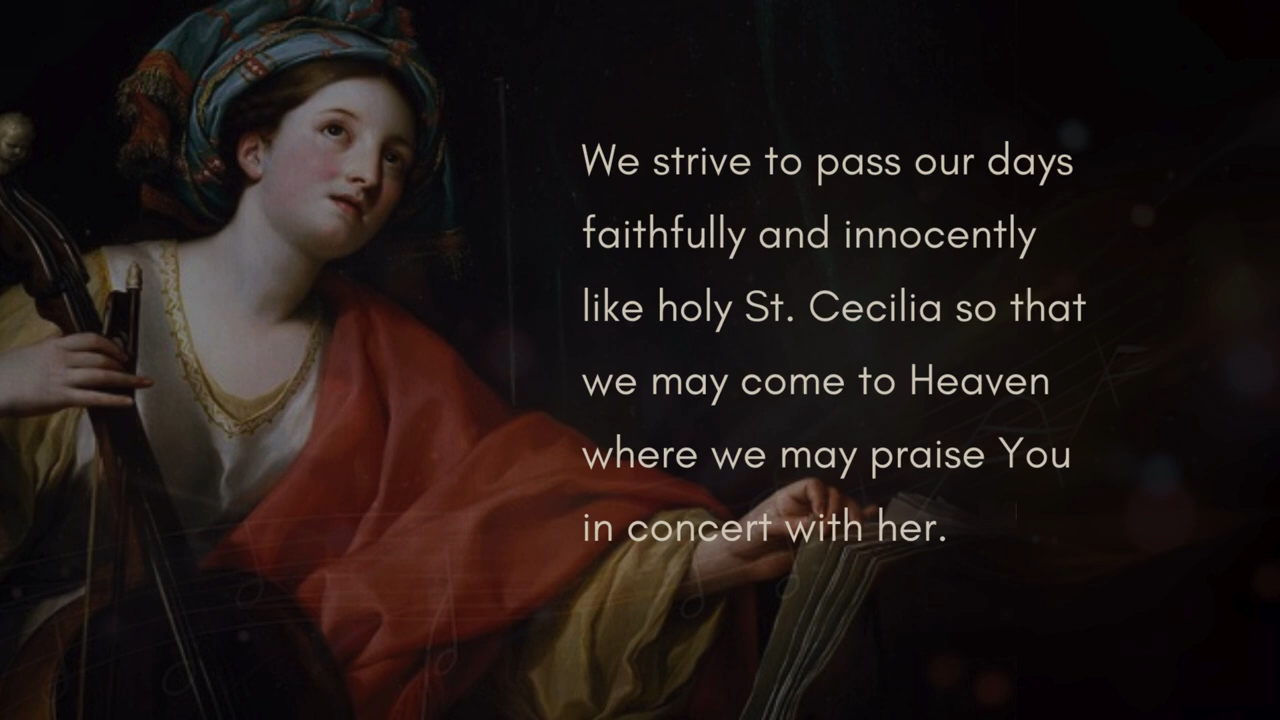 We strive to pass our days
faithfully and innocently
like holy St. Cecilia so that
we may come to Heaven
where we may praise You
in concert with her.